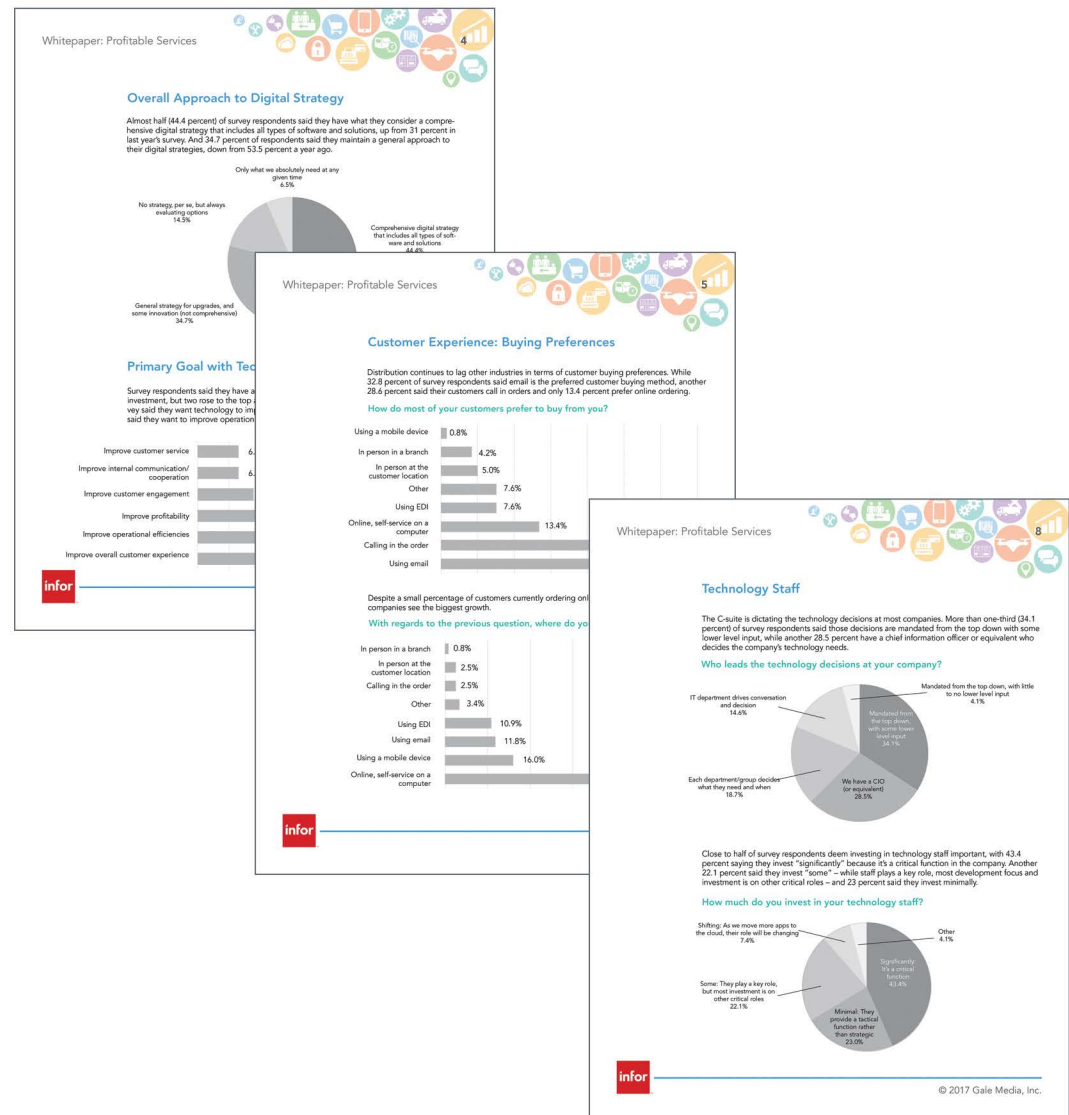 Whitepaper: Profitable Services
4
Overall Approach to Digital Strategy
Almost half (44.4 percent) of survey respondents said they have what they consider a compre-
hensive digital strategy that includes all types of software and solutions, up from 31 percent in
last year's survey. And 34.7 percent of respondents said they maintain a general approach to
their digital strategies, down from 53.5 percent a year ago.
Only what we absolutely need at any
given time
6.5%
No strategy, per se, but always
evaluating options
14.5%
Comprehensive digital strategy
that includes all types of soft-
ware and solutions
44.4%
General strategy for upgrades, and
some innovation (not comprehensive)
34.7%
Primary Goal with Tec
Survey respondents said they have a
investment, but two rose to the top
vey said they want technology to im
said they want to improve operation
Improve customer service
6.
Improve internal communication/
cooperation
6.
Improve customer engagement
Improve profitability
Improve operational efficiencies
Improve overall customer experience
infor
Whitepaper: Profitable Services
5
Customer Experience: Buying Preferences
Distribution continues to lag other industries in terms of customer buying preferences. While
32.8 percent of survey respondents said email is the preferred customer buying method, another
28.6 percent said their customers call in orders and only 13.4 percent prefer online ordering.
How do most of your customers prefer to buy from you?
Using a mobile device
0.8%
In person in a branch
4.2%
In person at the
customer location
5.0%
Other
7.6%
Using EDI
7.6%
Online, self-service on a
computer
13.4%
Calling in the order
Using email
Despite a small percentage of customers currently ordering onl
companies see the biggest growth.
With regards to the previous question, where do yo
In person in a branch
0.8%
In person at the
customer location
2.5%
Calling in the order
2.5%
Other
3.4%
Using EDI
10.9%
Using email
11.8%
Using a mobile device
16.0%
Online, self-service on a
computer
infor
Whitepaper: Profitable Services
8
Technology Staff
The C-suite is dictating the technology decisions at most companies. More than one-third (34.1
percent) of survey respondents said those decisions are mandated from the top down with some
lower level input, while another 28.5 percent have a chief information officer or equivalent who
decides the company's technology needs.
Who leads the technology decisions at your company?
Mandated from the top down, with little
to no lower level input
4.1%
IT department drives conversation
and decision
14.6%
Mandated from
the top down,
with some lower
level input
34.1%
Each department/group decides
what they need and when
18.7%
We have a CIO
(or equivalent)
28.5%
Close to half of survey respondents deem investing in technology staff important, with 43.4
percent saying they invest “significantly” because it's a critical function in the company. Another
22.1 percent said they invest “some” – while staff plays a key role, most development focus and
investment is on other critical roles – and 23 percent said they invest minimally.
How much do you invest in your technology staff?
Shifting: As we move more apps to
the cloud, their role will be changing
7.4%
Other
4.1%
Significantly:
It's a critical
function
43.4%
Some: They play a key role,
but most investment is on
other critical roles
22.1%
Minimal: They
provide a tactical
function rather
than strategic
23.0%
infor
© 2017 Gale Media, Inc.